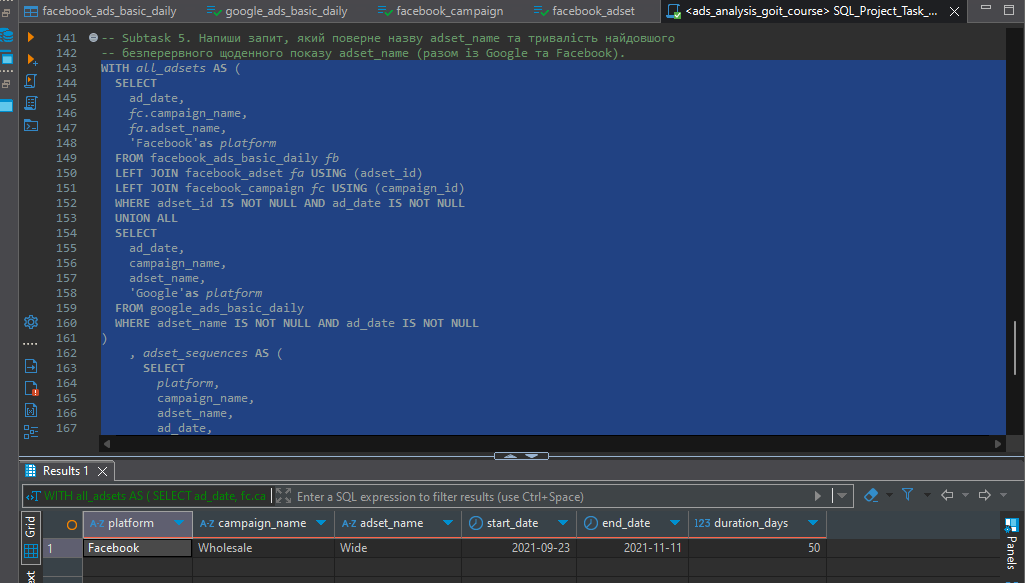 facebook_ads_basic_daily google_ads_basic_daily facebook_campaign facebook_adset <ads_analysis_goit_course> SQL_Project_Task_...
141 -- Subtask 5. Напиши запит, який поверне назву adset_name та тривалість найдовшого
142 -- безперервного щоденного показу adset_name (разом із Google та Facebook).
143 WITH all_adsets AS (
144 SELECT
145 ad_date,
146 fc.campaign_name,
147 fa.adset_name,
148 'Facebook'as platform
149 FROM facebook_ads_basic_daily fb
150 LEFT JOIN facebook_adset fa USING (adset_id)
151 LEFT JOIN facebook_campaign fc USING (campaign_id)
152 WHERE adset_id IS NOT NULL AND ad_date IS NOT NULL
153 UNION ALL
154 SELECT
155 ad_date,
156 campaign_name,
157 adset_name,
158 'Google'as platform
159 FROM google_ads_basic_daily
160 WHERE adset_name IS NOT NULL AND ad_date IS NOT NULL
161 )
162 , adset_sequences AS (
163 SELECT
164 platform,
165 campaign_name,
166 adset_name,
167 ad_date,
Results 1
WITH all_adsets AS ( SELECT ad_date, fc.ca Enter a SQL expression to filter results (use Ctrl+Space)
Grid A-Z platform A-Z campaign_name A-Z adset_name start_date end_date 123 duration_days
1 Facebook Wholesale Wide 2021-09-23 2021-11-11 50
Panels